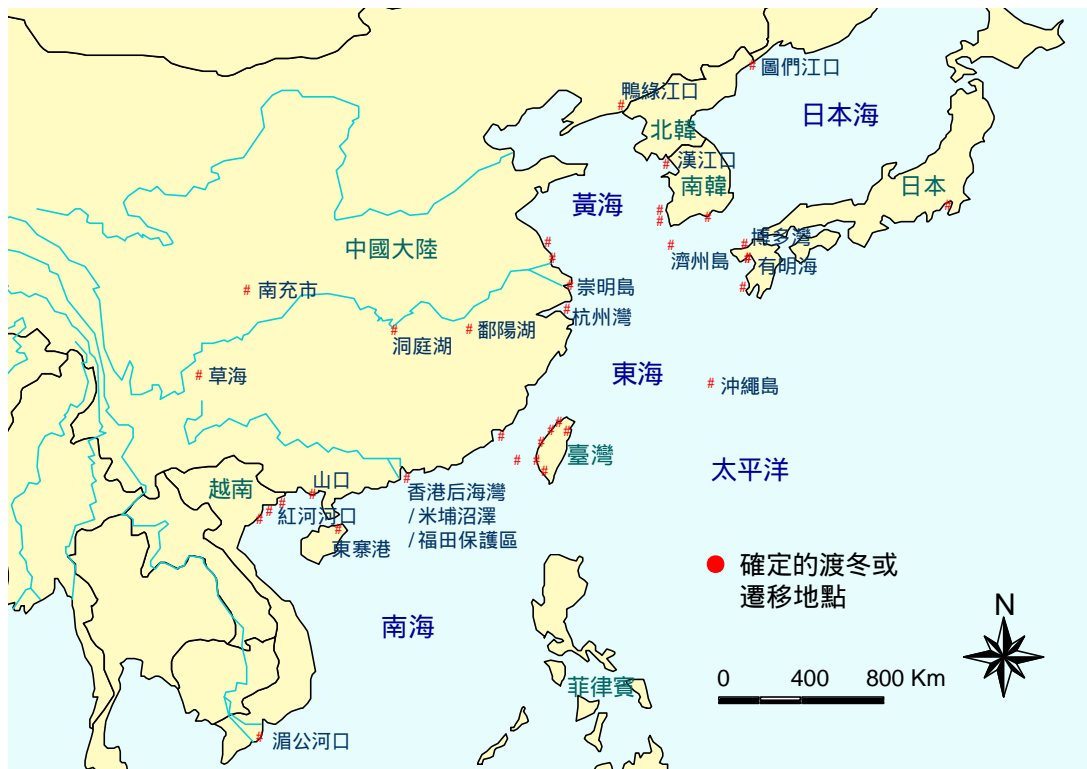 圖們江口
鴨綠江口
日本海
北韓
漢江口
南韓
日本
黃海
博多灣
中國大陸
濟州島
有明海
南充市
崇明島
杭州灣
洞庭湖
鄱陽湖
東海
草海
沖繩島
臺灣
太平洋
越南
山口
香港后海灣
/米埔沼澤
/福田保護區
紅河河口
東寨港
確定的渡冬或
遷移地點
南海
N
菲律賓
0 400 800 Km
湄公河口